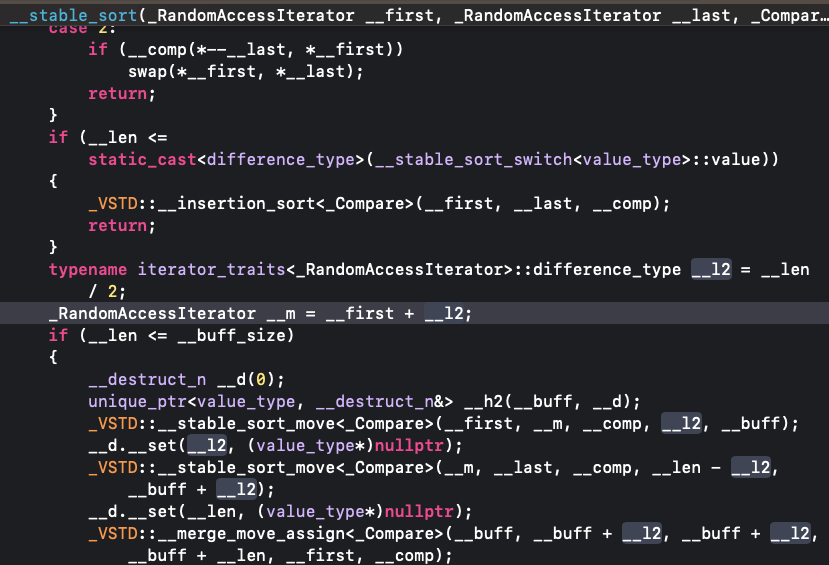 __stable_sort(_RandomAccessIterator __first, _RandomAccessIterator __last, _Compar…
case 2:
if (__comp(*--__last, *__first))
swap(*__first, *__last);
return;
}
if (__len <=
static_cast<difference_type>(__stable_sort_switch<value_type>::value))
{
_VSTD::__insertion_sort<_Compare>(__first, __last, __comp);
return;
}
typename iterator_traits<_RandomAccessIterator>::difference_type __l2 = __len
/ 2;
_RandomAccessIterator __m = __first + __l2;
if (__len <= __buff_size)
{
__destruct_n __d(0);
unique_ptr<value_type, __destruct_n&> __h2(__buff, __d);
_VSTD::__stable_sort_move<_Compare>(__first, __m, __comp, __l2, __buff);
__d.__set(__l2, (value_type*)nullptr);
_VSTD::__stable_sort_move<_Compare>(__m, __last, __comp, __len - __l2,
__buff + __l2);
__d.__set(__len, (value_type*)nullptr);
_VSTD::__merge_move_assign<_Compare>(__buff, __buff + __l2, __buff + __l2,
__buff + __len, __first, __comp);